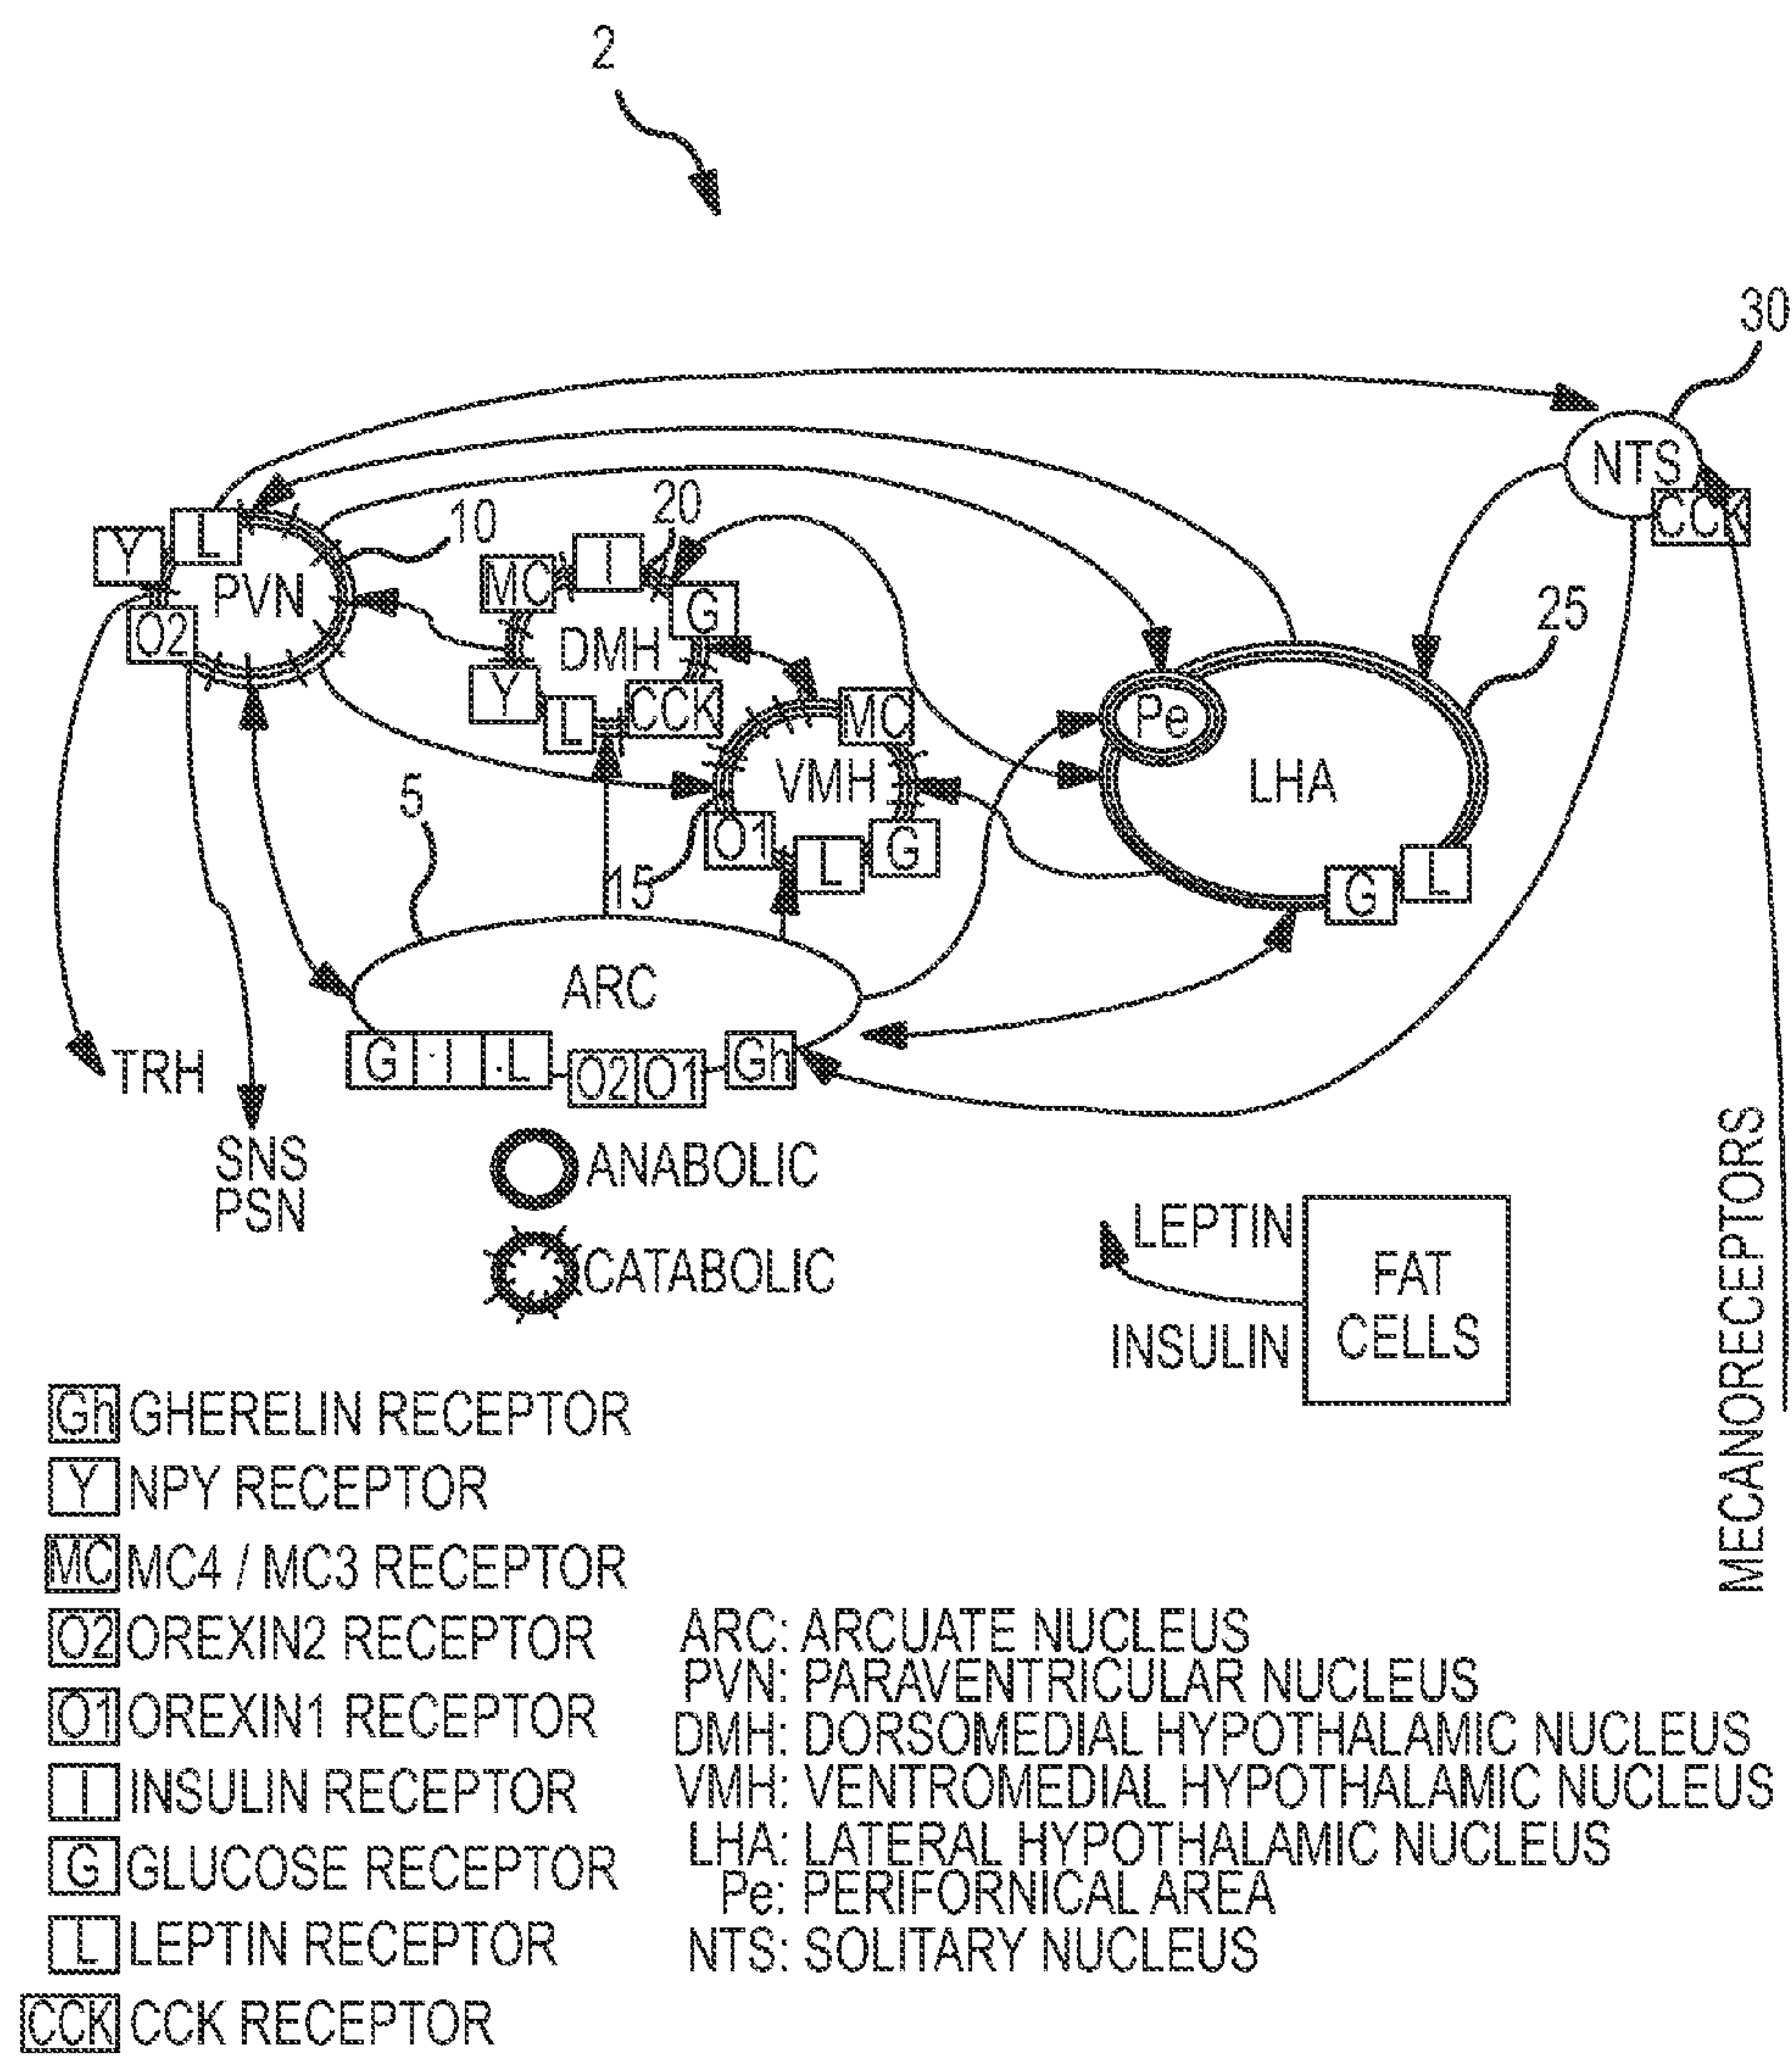 2
30
NTS
CCK
20
10
Y
L
PVN
O2
MC
I
G
DMH
Y
L
CCK
25
MC
VMH
O1
L
G
Pe
LHA
G
L
5
15
ARC
G
I
L
O2
O1
Gh
TRH
SNS
PSN
ANABOLIC
CATABOLIC
LEPTIN
INSULIN
FAT
CELLS
MECANORECEPTORS
Gh GHERELIN RECEPTOR
Y NPY RECEPTOR
MC MC4 / MC3 RECEPTOR
O2 OREXIN2 RECEPTOR
O1 OREXIN1 RECEPTOR
I INSULIN RECEPTOR
G GLUCOSE RECEPTOR
L LEPTIN RECEPTOR
CCK CCK RECEPTOR
ARC: ARCUATE NUCLEUS
PVN: PARAVENTRICULAR NUCLEUS
DMH: DORSOMEDIAL HYPOTHALAMIC NUCLEUS
VMH: VENTROMEDIAL HYPOTHALAMIC NUCLEUS
LHA: LATERAL HYPOTHALAMIC NUCLEUS
Pe: PERIFORNICAL AREA
NTS: SOLITARY NUCLEUS